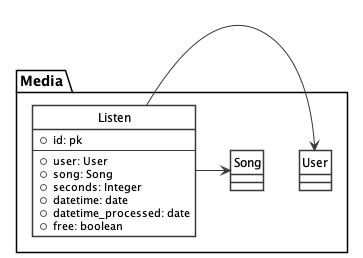 Media
Listen
id: pk
user: User
song: Song
seconds: Integer
datetime: date
datetime_processed: date
free: boolean
Song
User